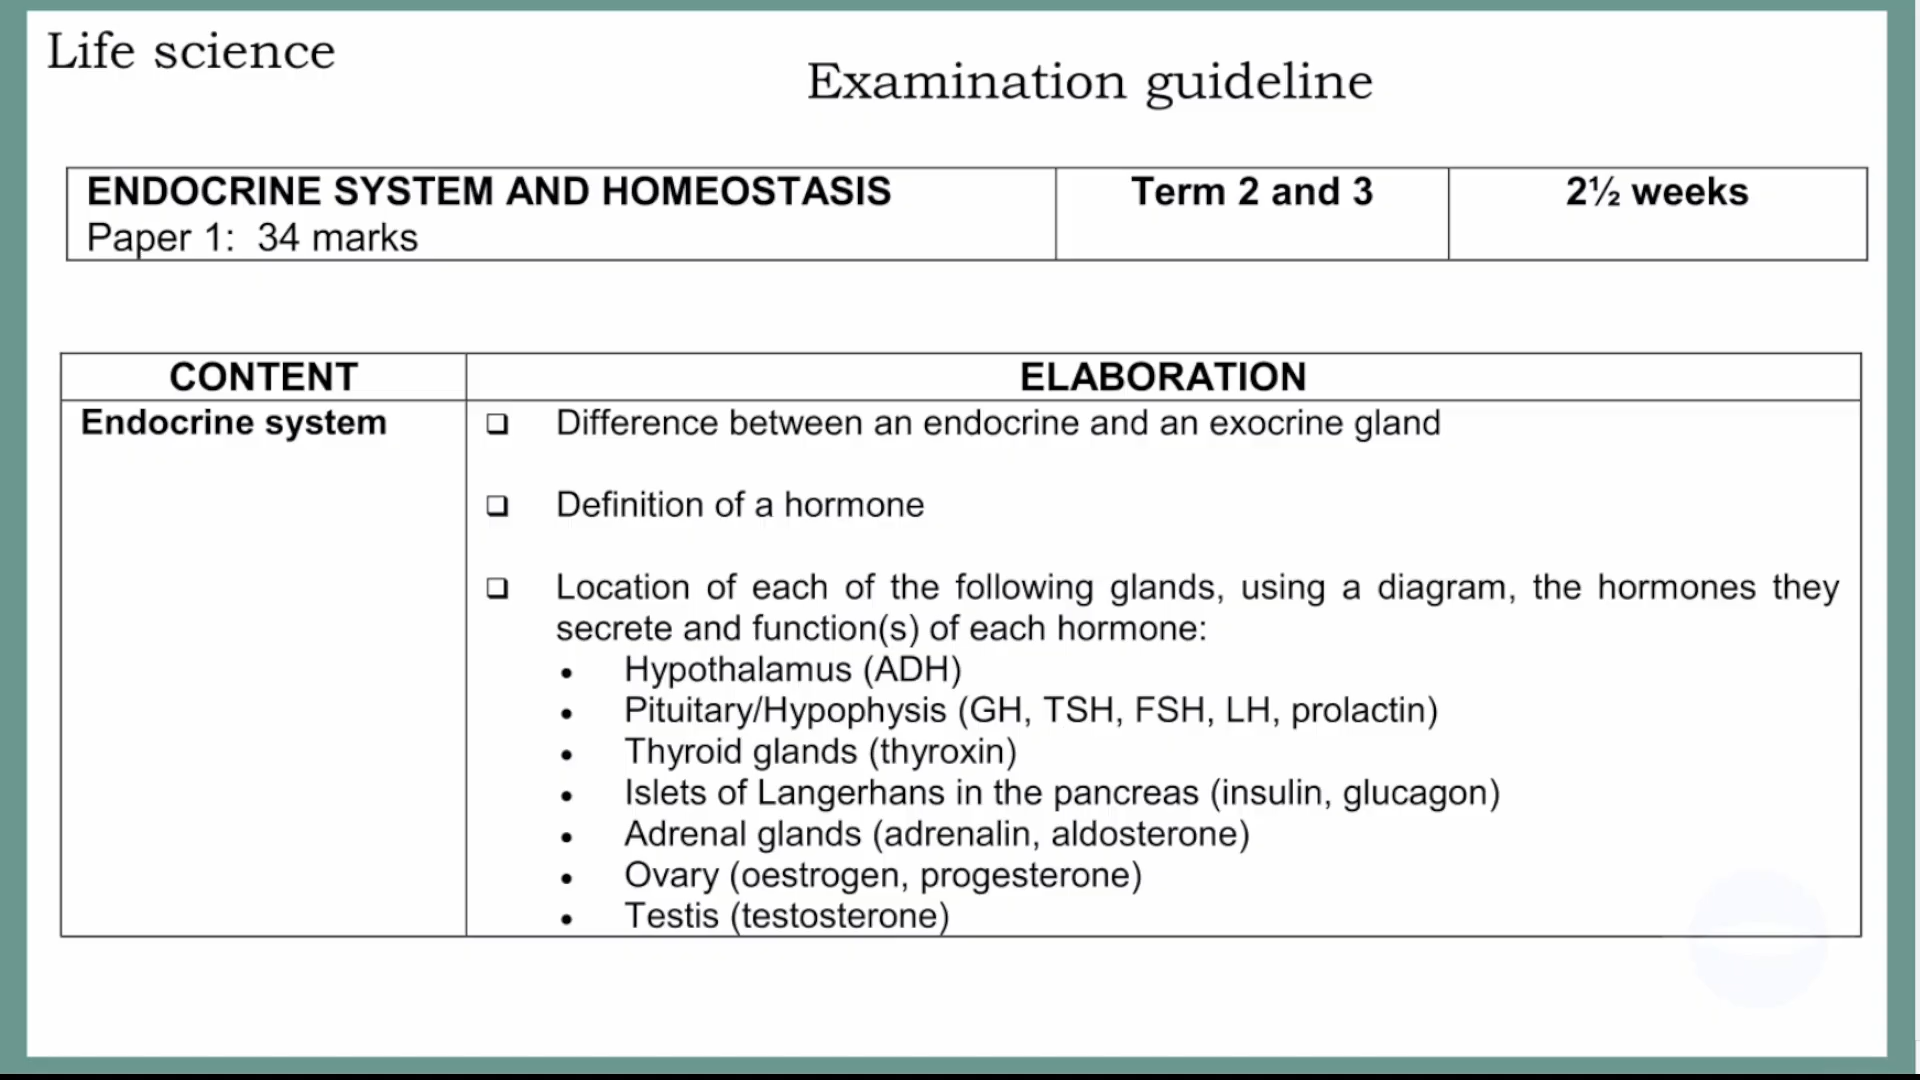 Life science
Examination guideline
ENDOCRINE SYSTEM AND HOMEOSTASIS
Paper 1: 34 marks
Term 2 and 3
2½ weeks
CONTENT
ELABORATION
Endocrine system
❑ Difference between an endocrine and an exocrine gland
❑ Definition of a hormone
❑ Location of each of the following glands, using a diagram, the hormones they
secrete and function(s) of each hormone:
• Hypothalamus (ADH)
• Pituitary/Hypophysis (GH, TSH, FSH, LH, prolactin)
• Thyroid glands (thyroxin)
• Islets of Langerhans in the pancreas (insulin, glucagon)
• Adrenal glands (adrenalin, aldosterone)
• Ovary (oestrogen, progesterone)
• Testis (testosterone)